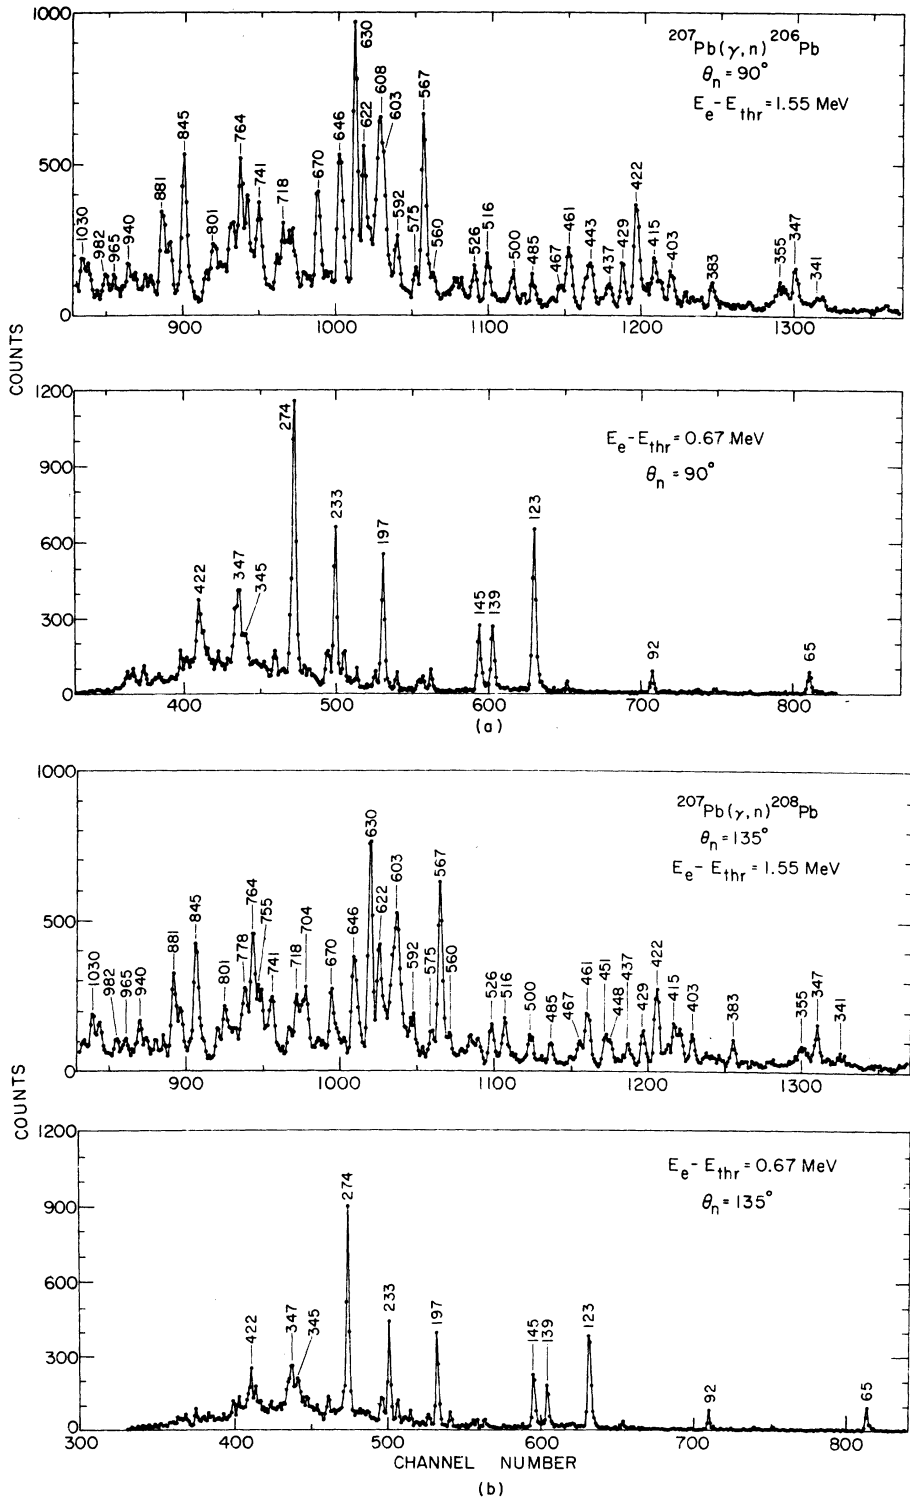 1000
500
0
COUNTS
²⁰⁷Pb(γ,n)²⁰⁶Pb
θn = 90°
Ee - Ethr = 1.55 MeV
1030 982 965 940 881 845 801 764 741 718 670 646 630 622 608 603 592 575 567 560 526 516 500 485 467 461 443 437 429 422 415 403 383 355 347 341
900 1000 1100 1200 1300
1200
900
600
300
0
Ee - Ethr = 0.67 MeV
θn = 90°
422 347 345 274 233 197 145 139 123 92 65
400 500 600 700 800
(a)
1000
500
0
COUNTS
²⁰⁷Pb(γ,n)²⁰⁸Pb
θn = 135°
Ee - Ethr = 1.55 MeV
1030 982 965 940 881 845 801 778 764 755 741 718 704 670 646 630 622 603 592 575 567 560 526 516 500 485 467 461 451 448 437 429 422 415 403 383 355 347 341
900 1000 1100 1200 1300
1200
900
600
300
0
Ee - Ethr = 0.67 MeV
θn = 135°
422 347 345 274 233 197 145 139 123 92 65
300 400 500 600 700 800
CHANNEL NUMBER
(b)